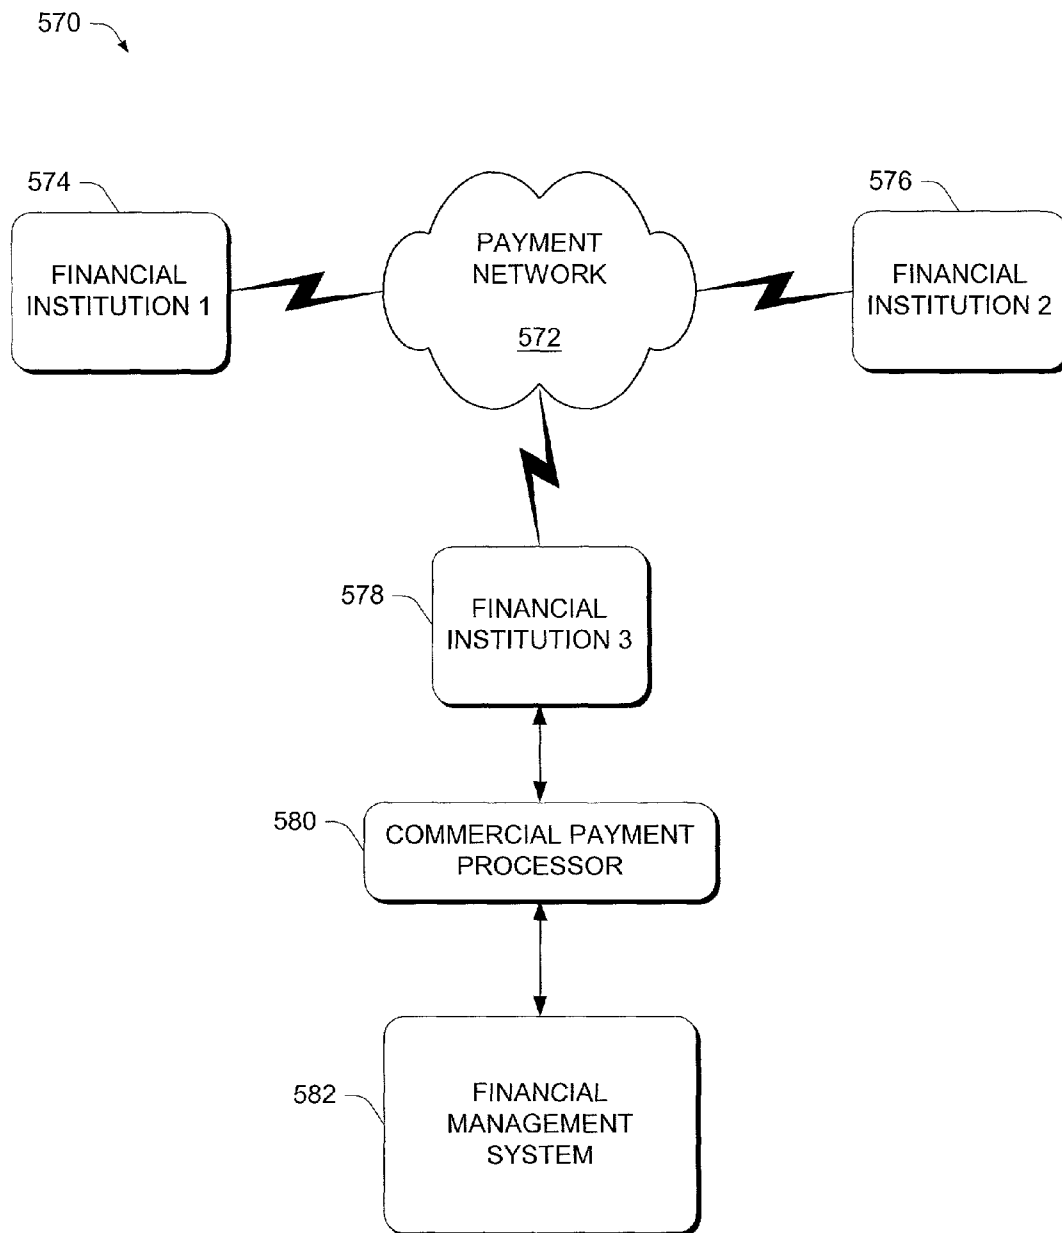 570
574
576
FINANCIAL
INSTITUTION 1
PAYMENT
NETWORK
572
FINANCIAL
INSTITUTION 2
578
FINANCIAL
INSTITUTION 3
580
COMMERCIAL PAYMENT
PROCESSOR
582
FINANCIAL
MANAGEMENT
SYSTEM